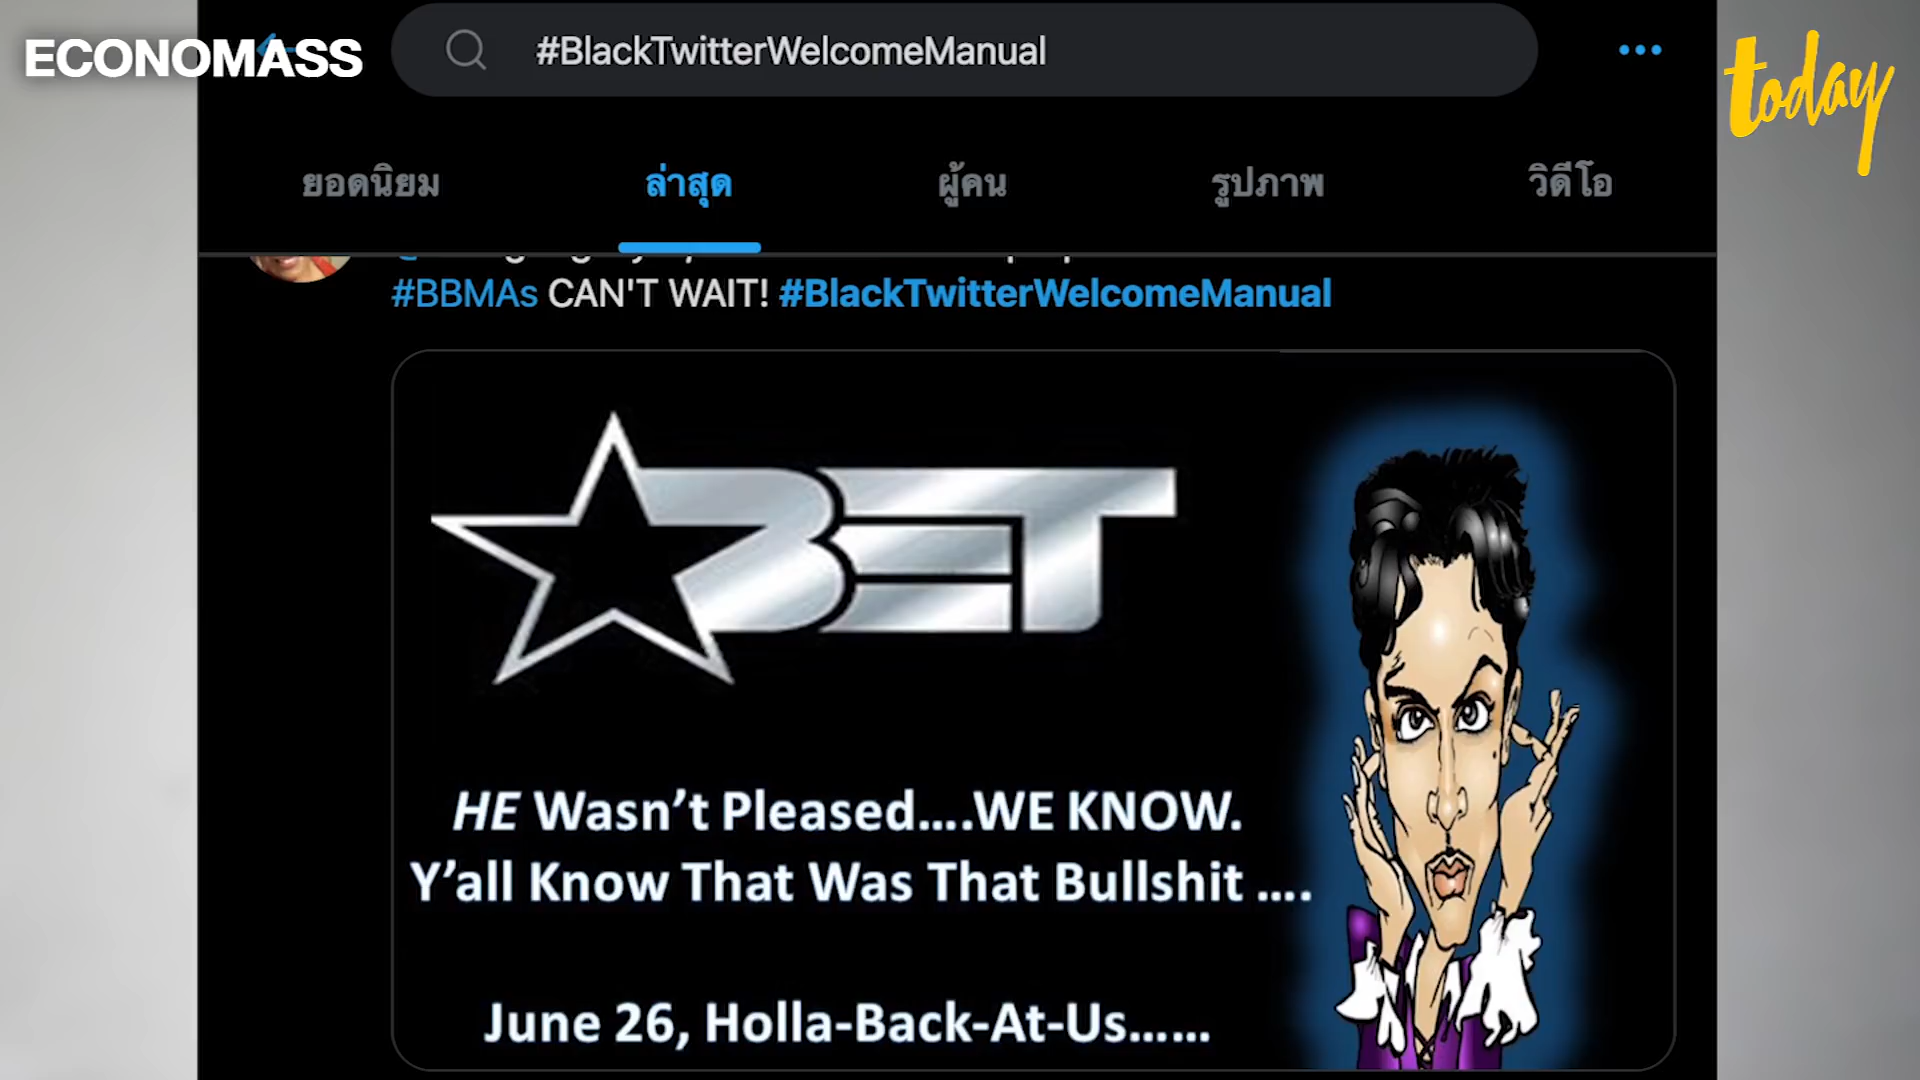 ECONOMASS
#BlackTwitterWelcomeManual
today
ยอดนิยม
ล่าสุด
ผู้คน
รูปภาพ
วิดีโอ
#BBMAs CAN'T WAIT! #BlackTwitterWelcomeManual
BET
HE Wasn’t Pleased....WE KNOW.
Y’all Know That Was That Bullshit ....
June 26, Holla-Back-At-Us......